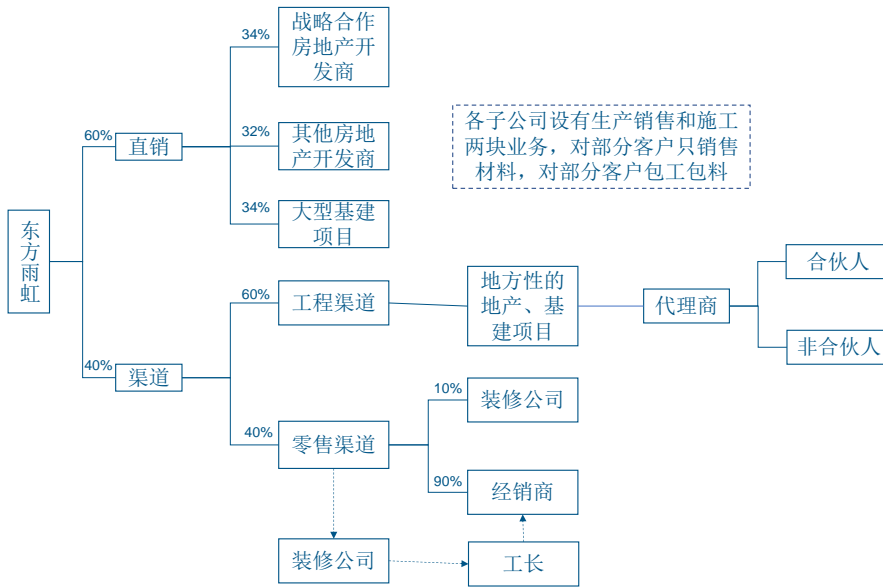 34%
战略合作
房地产开
发商
60%
直销
32%
其他房地
产开发商
各子公司设有生产销售和施工
两块业务，对部分客户只销售
材料，对部分客户包工包料
34%
大型基建
项目
东
方
雨
虹
60%
工程渠道
地方性的
地产、基
建项目
代理商
合伙人
非合伙人
40%
渠道
10%
装修公司
40%
零售渠道
90%
经销商
装修公司
工长